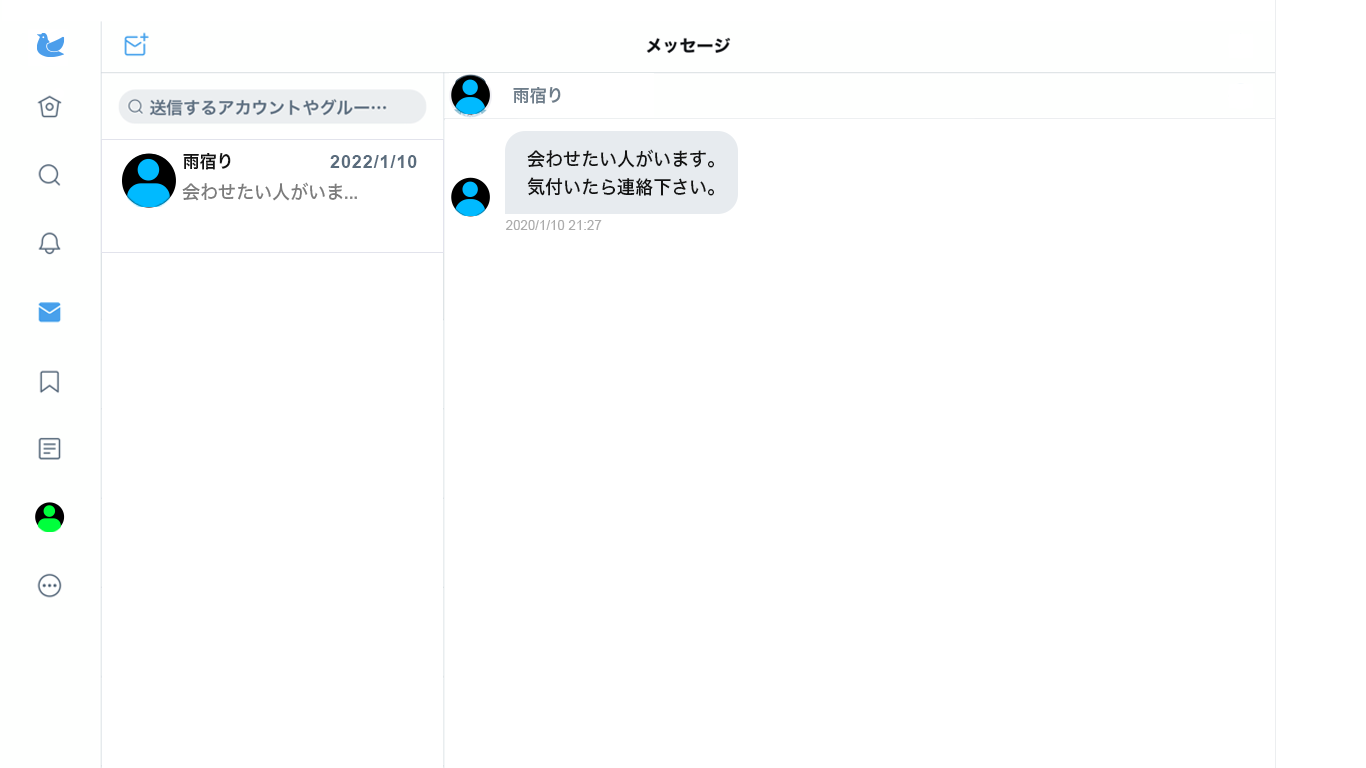 メッセージ
送信するアカウントやグルー…
雨宿り 2022/1/10
会わせたい人がいま...
雨宿り
会わせたい人がいます。
気付いたら連絡下さい。
2020/1/10 21:27